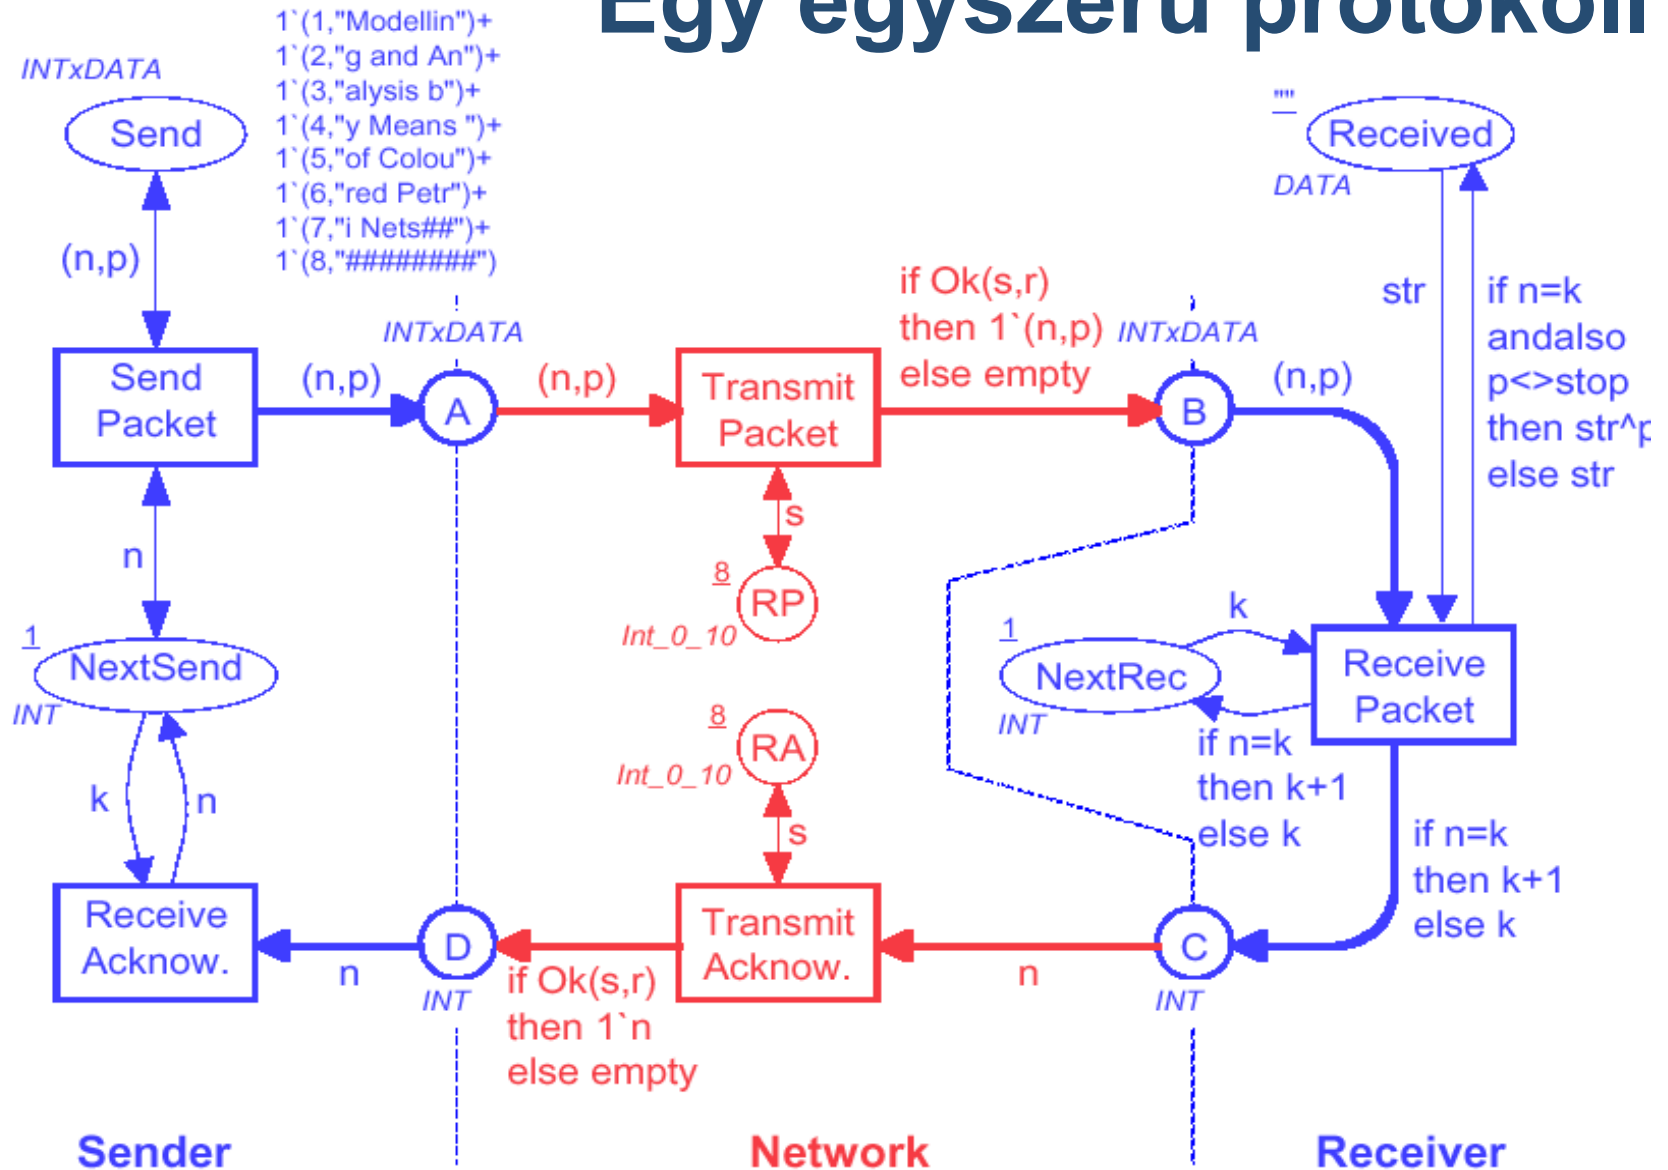 Egy egyszerű protokoll
1`(1,"Modellin")+
1`(2,"g and An")+
1`(3,"alysis b")+
1`(4,"y Means ")+
1`(5,"of Colou")+
1`(6,"red Petr")+
1`(7,"i Nets##")+
1`(8,"########")
INTxDATA
Send
(n,p)
Send
Packet
n
1
NextSend
INT
k
n
Receive
Acknow.
n
(n,p)
INTxDATA
A
(n,p)
Transmit
Packet
s
8
RP
Int_0_10
8
RA
Int_0_10
s
Transmit
Acknow.
D
INT
if Ok(s,r)
then 1`n
else empty
if Ok(s,r)
then 1`(n,p)
else empty
INTxDATA
B
(n,p)
""
Received
DATA
str
if n=k
andalso
p<>stop
then str^p
else str
k
1
NextRec
INT
Receive
Packet
if n=k
then k+1
else k
if n=k
then k+1
else k
C
INT
n
Sender
Network
Receiver